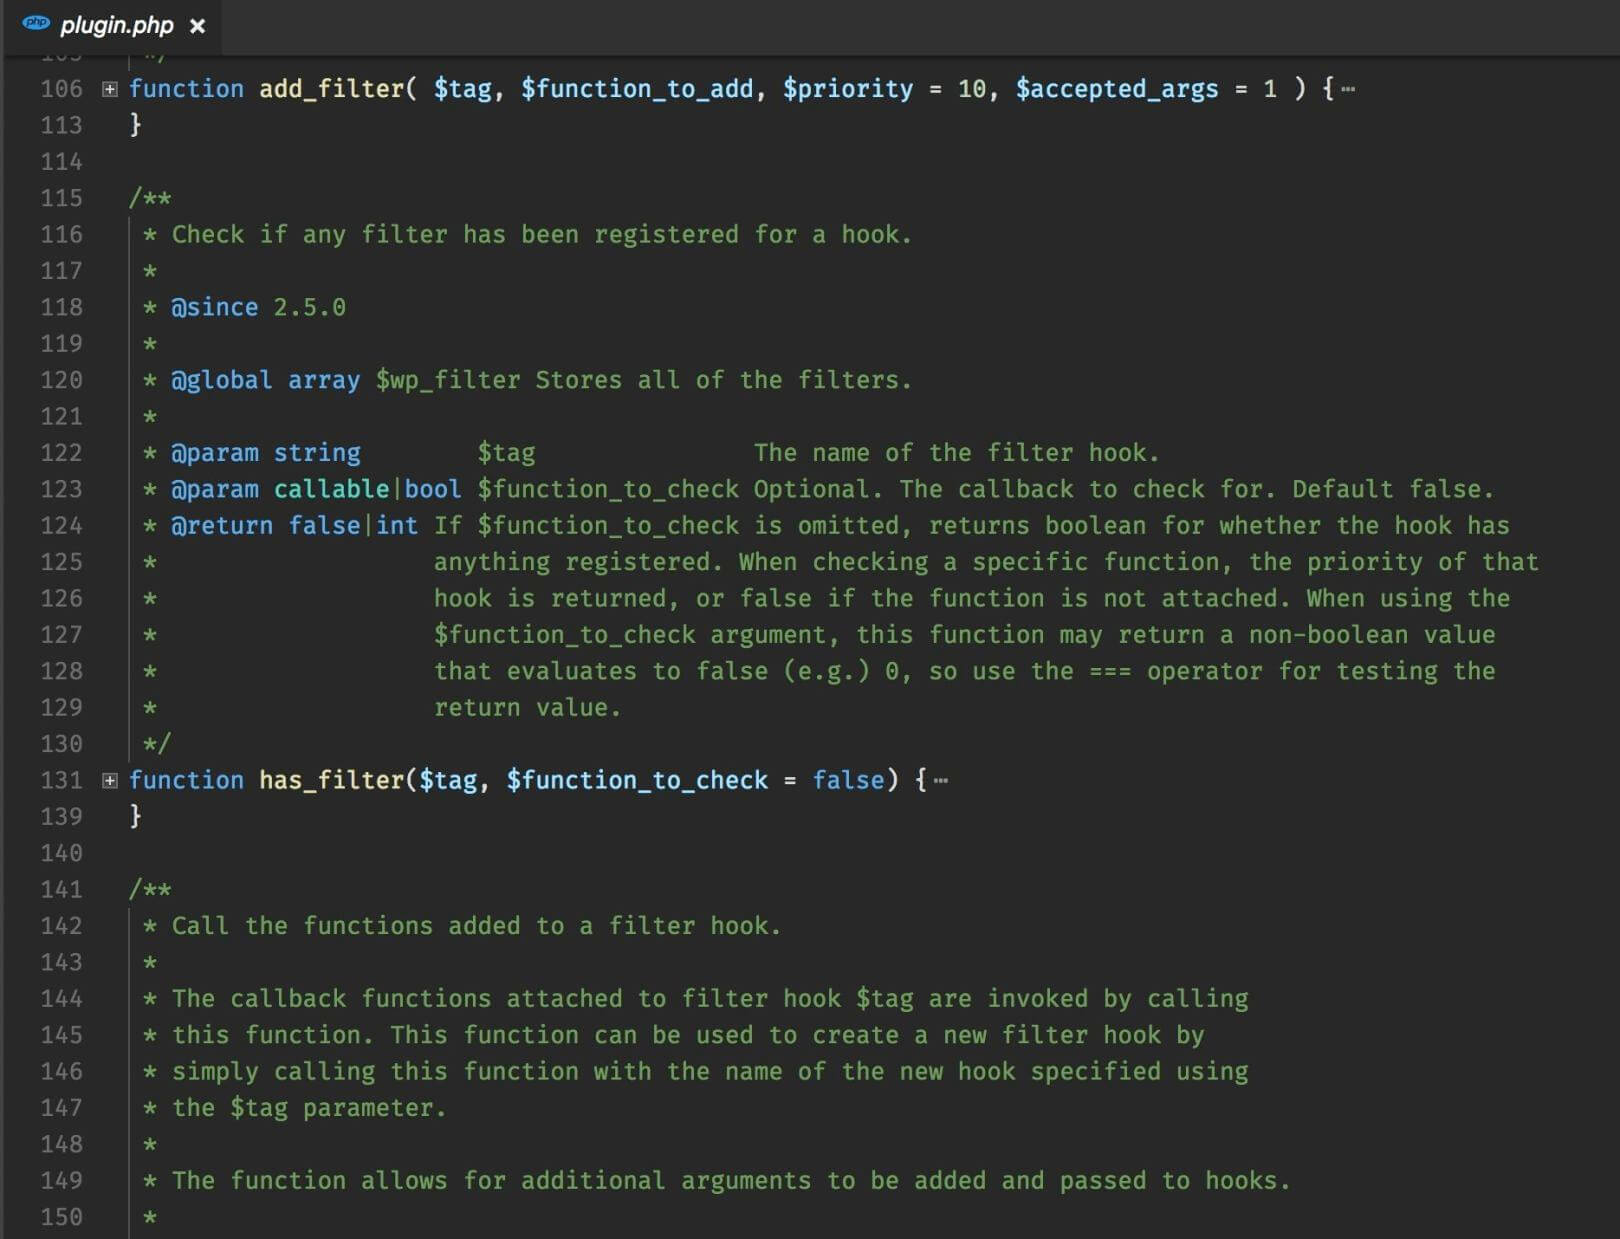 php plugin.php ×
105 */
106 function add_filter( $tag, $function_to_add, $priority = 10, $accepted_args = 1 ) {
113 }
114
115 /**
116 * Check if any filter has been registered for a hook.
117 *
118 * @since 2.5.0
119 *
120 * @global array $wp_filter Stores all of the filters.
121 *
122 * @param string        $tag               The name of the filter hook.
123 * @param callable|bool $function_to_check Optional. The callback to check for. Default false.
124 * @return false|int If $function_to_check is omitted, returns boolean for whether the hook has
125 *                   anything registered. When checking a specific function, the priority of that
126 *                   hook is returned, or false if the function is not attached. When using the
127 *                   $function_to_check argument, this function may return a non-boolean value
128 *                   that evaluates to false (e.g.) 0, so use the === operator for testing the
129 *                   return value.
130 */
131 function has_filter($tag, $function_to_check = false) {
139 }
140
141 /**
142 * Call the functions added to a filter hook.
143 *
144 * The callback functions attached to filter hook $tag are invoked by calling
145 * this function. This function can be used to create a new filter hook by
146 * simply calling this function with the name of the new hook specified using
147 * the $tag parameter.
148 *
149 * The function allows for additional arguments to be added and passed to hooks.
150 *